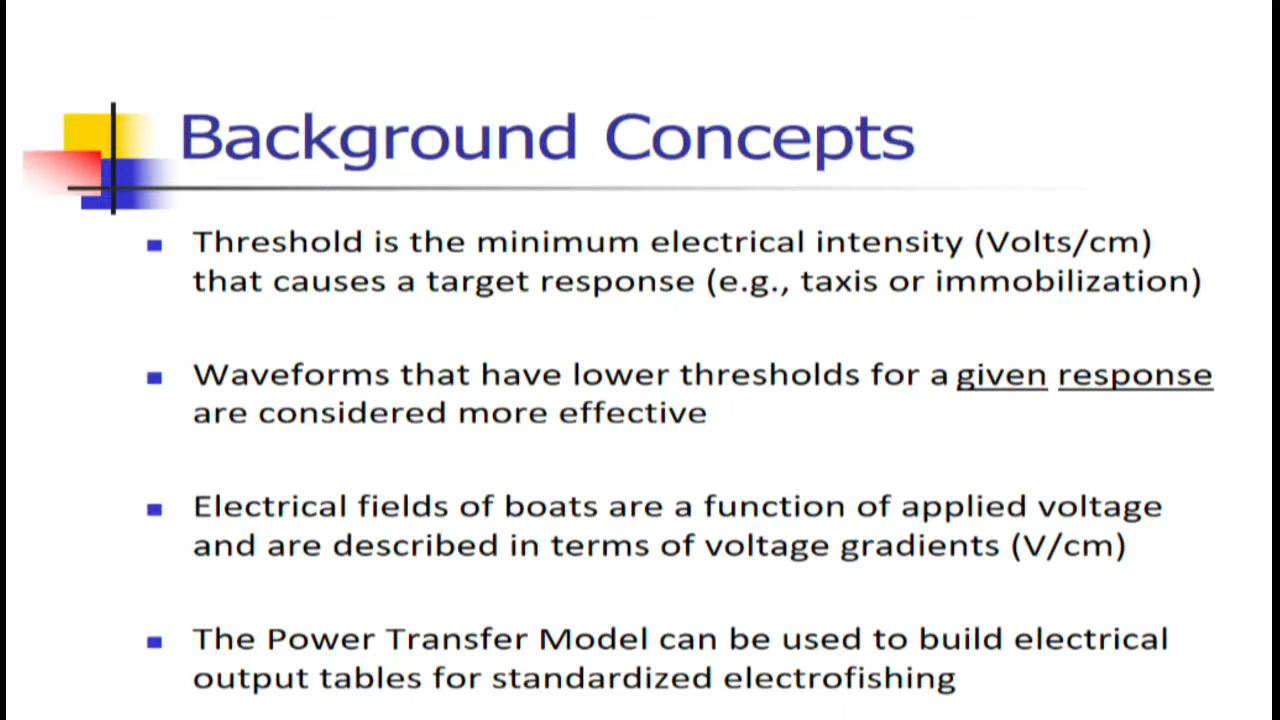 Background Concepts
Threshold is the minimum electrical intensity (Volts/cm)
that causes a target response (e.g., taxis or immobilization)
Waveforms that have lower thresholds for a given response
are considered more effective
Electrical fields of boats are a function of applied voltage
and are described in terms of voltage gradients (V/cm)
The Power Transfer Model can be used to build electrical
output tables for standardized electrofishing